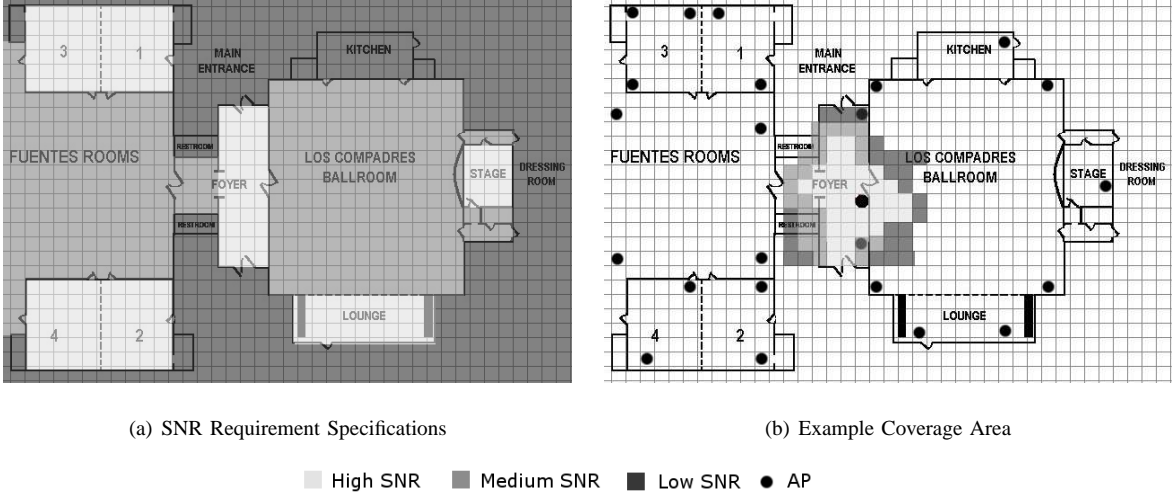 3
1
MAIN
ENTRANCE
KITCHEN
RESTROOM
FUENTES ROOMS
LOS COMPADRES
BALLROOM
FOYER
STAGE
DRESSING
ROOM
RESTROOM
LOUNGE
4
2
3
1
MAIN
ENTRANCE
KITCHEN
RESTROOM
FUENTES ROOMS
LOS COMPADRES
BALLROOM
FOYER
STAGE
DRESSING
ROOM
RESTROOM
LOUNGE
4
2
(a) SNR Requirement Specifications
(b) Example Coverage Area
High SNR Medium SNR Low SNR AP